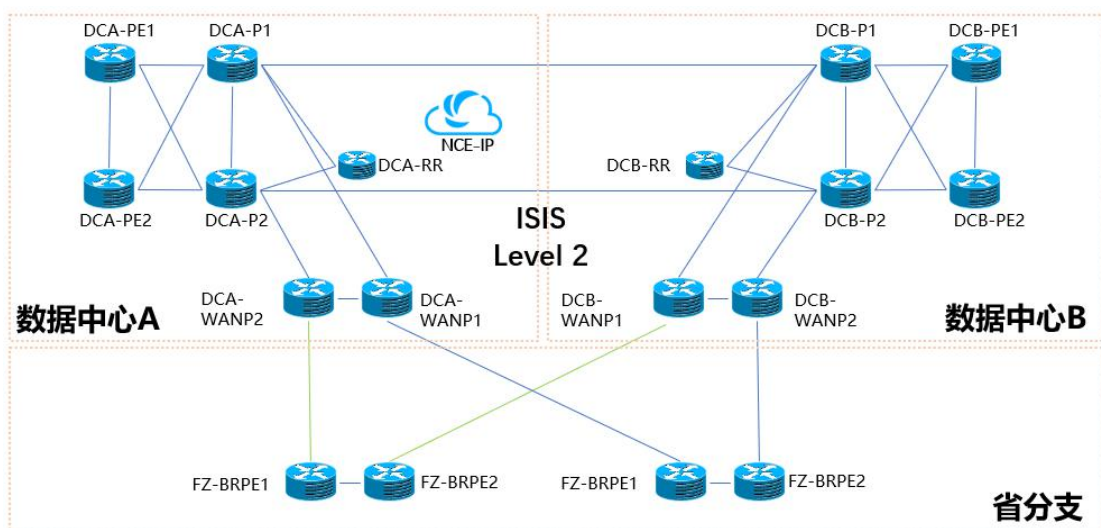 DCA-PE1
DCA-P1
DCB-P1
DCB-PE1
NCE-IP
DCA-RR
DCB-RR
DCA-PE2
DCA-P2
DCB-P2
DCB-PE2
ISIS
Level 2
DCA-
WANP2
DCA-
WANP1
DCB-
WANP1
DCB-
WANP2
数据中心A
数据中心B
FZ-BRPE1
FZ-BRPE2
FZ-BRPE1
FZ-BRPE2
省分支